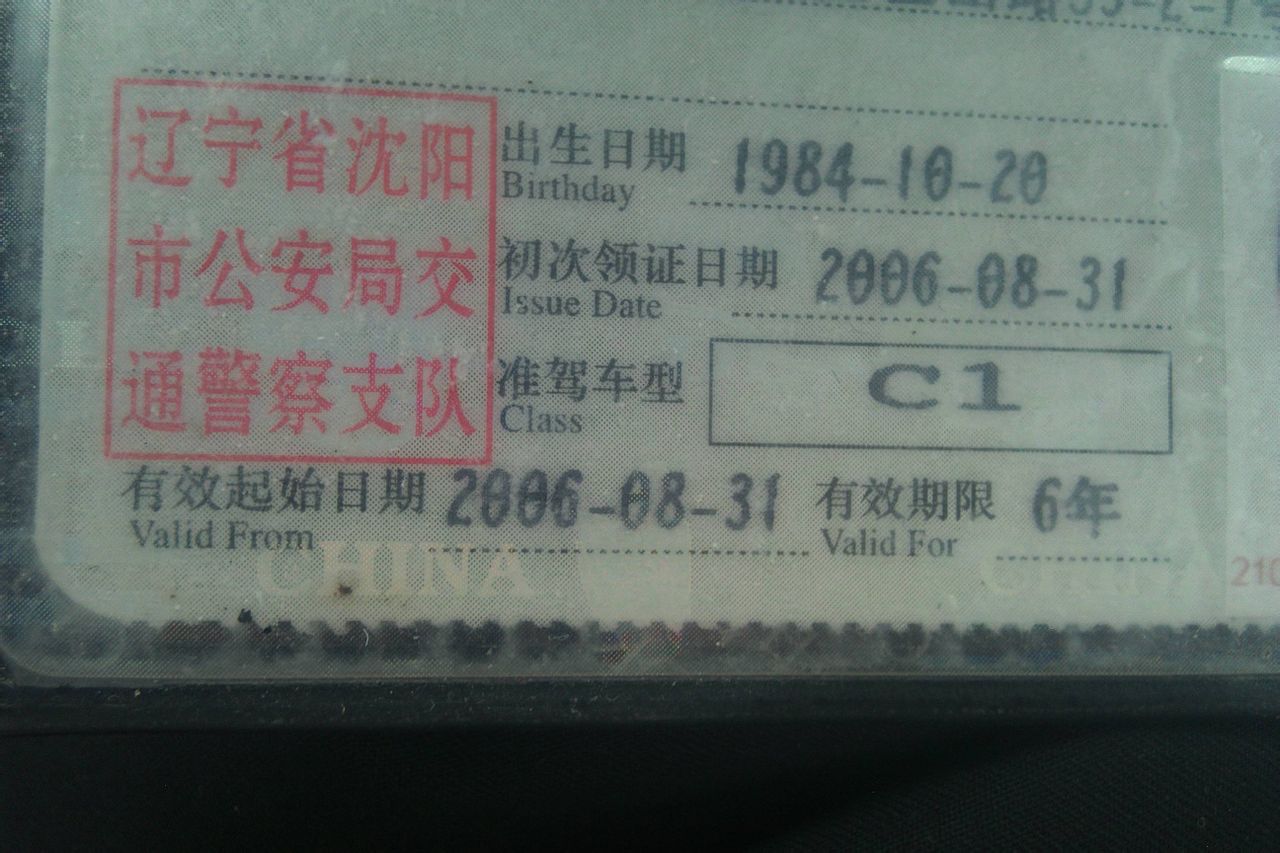 辽宁省沈阳
市公安局交
通警察支队
出生日期 1984-10-20
Birthday
初次领证日期 2006-08-31
Issue Date
准驾车型 C1
Class
有效起始日期 2006-08-31 有效期限 6年
Valid From Valid For
CHINA CHINA
210